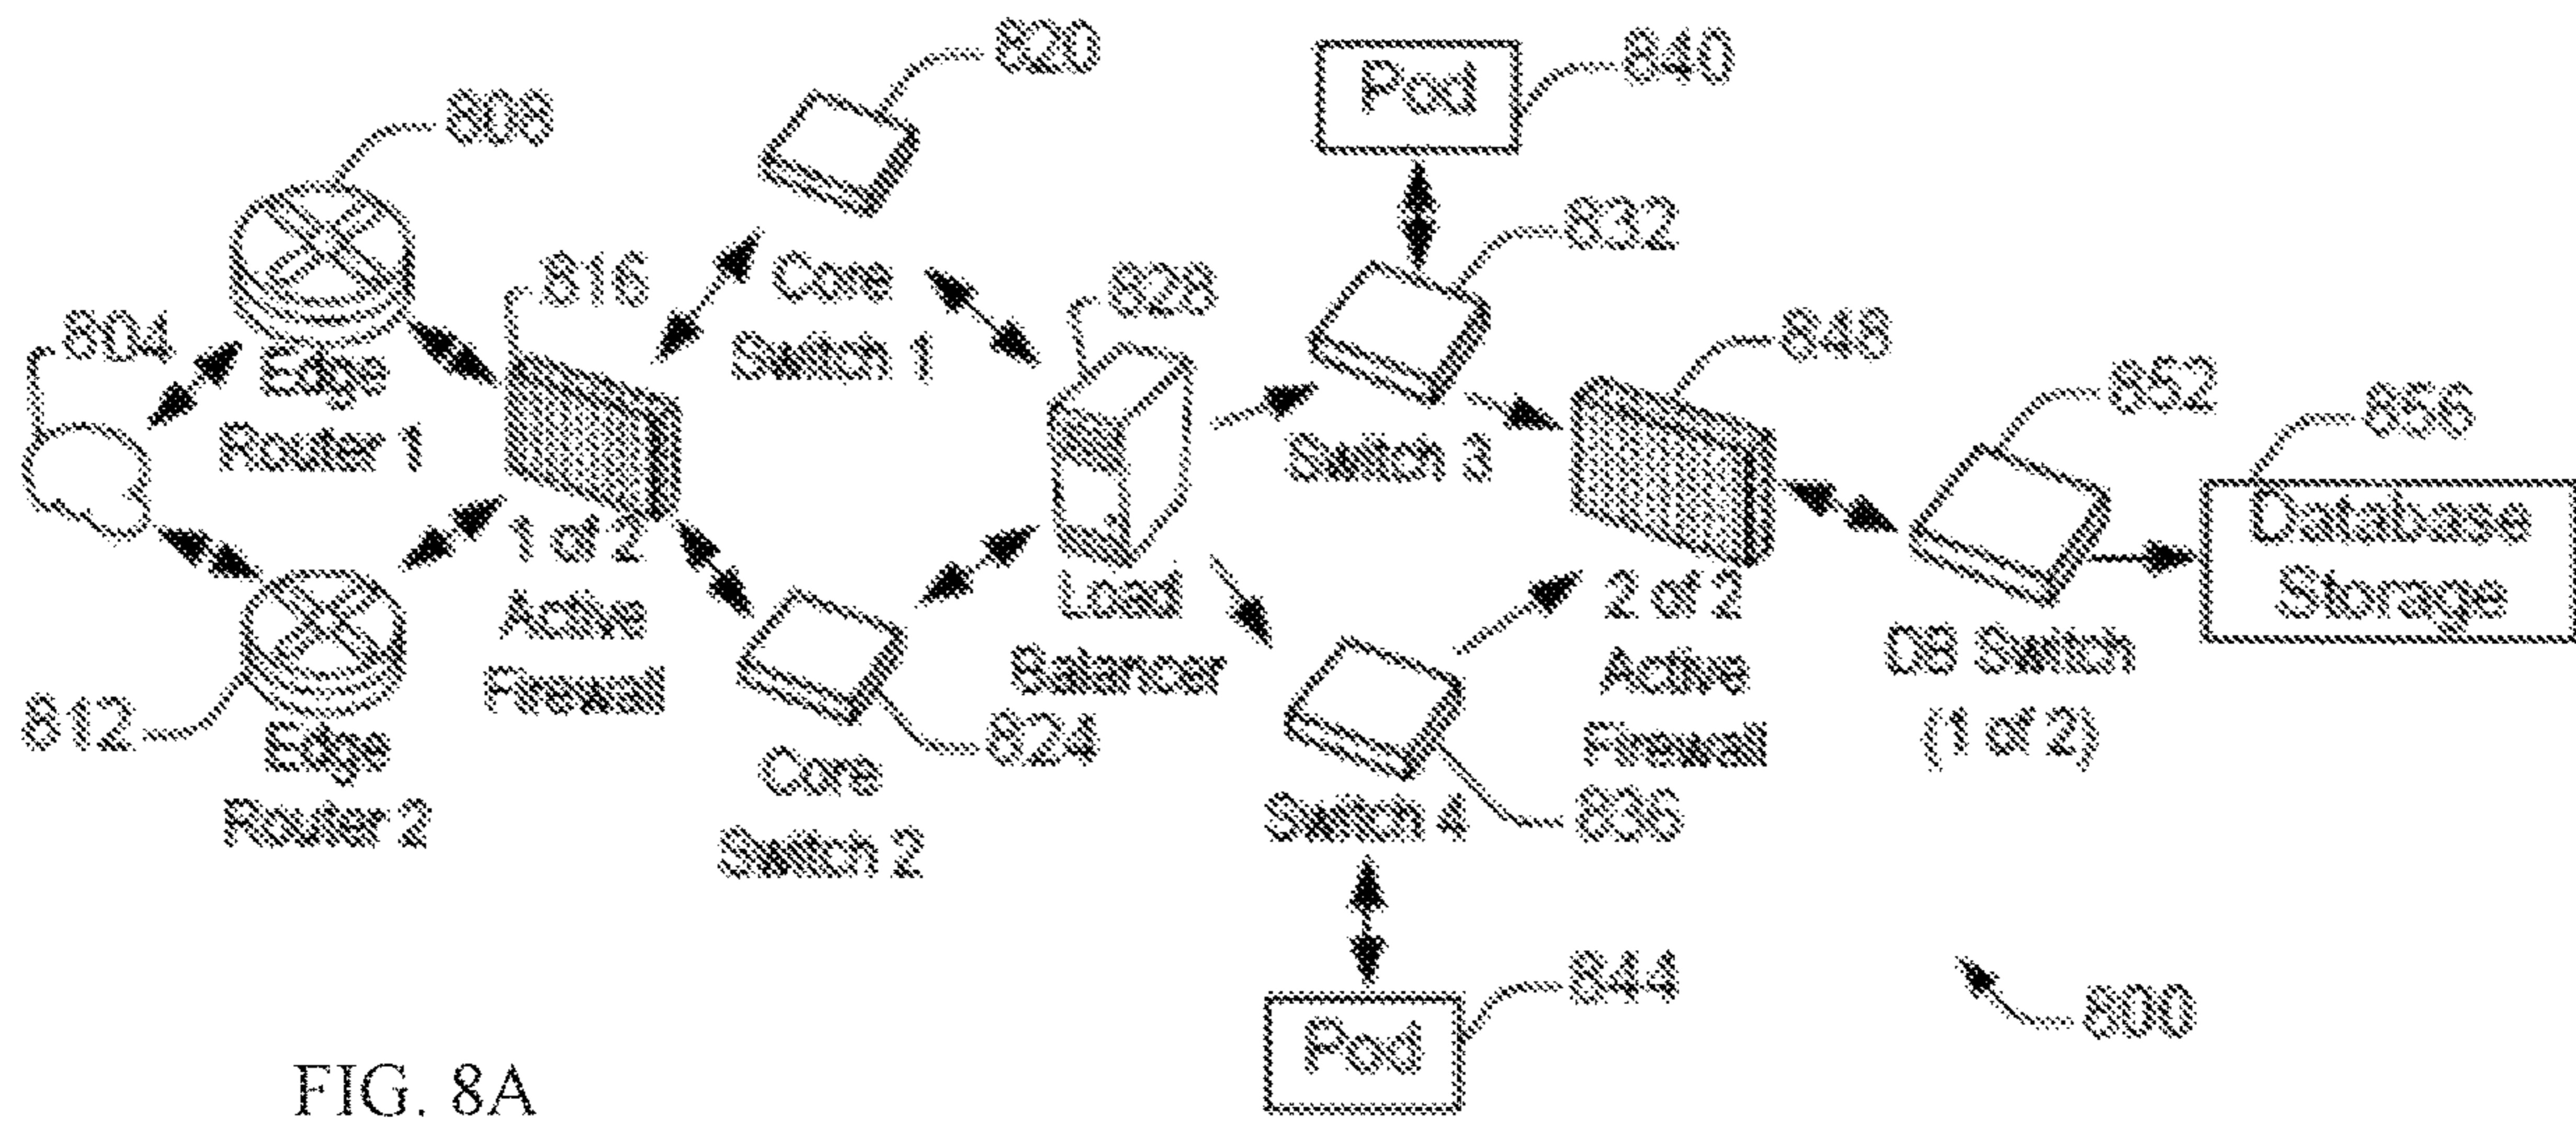 820
840
Pod
808
832
816
Core
Switch 1
828
804
Edge
Router 1
848
852
856
Switch 3
Database
Storage
1 of 2
Active
Firewall
Load
Balancer
2 of 2
Active
Firewall
DB Switch
(1 of 2)
812
Edge
Router 2
824
Core
Switch 2
Switch 4
836
844
Pod
800
FIG. 8A